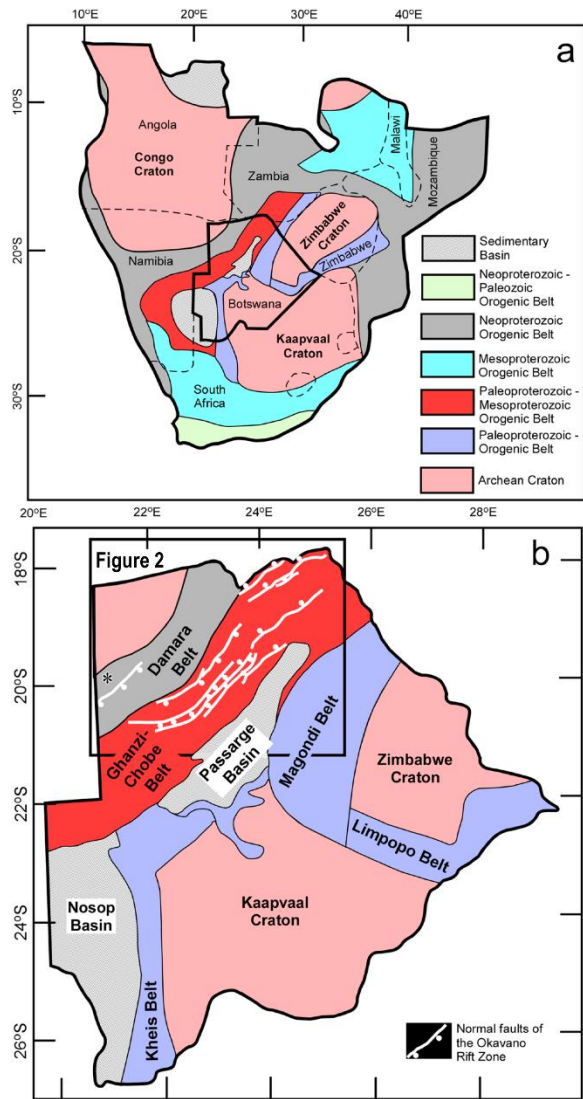 10ºE
20ºE
30ºE
40ºE
a
10ºS
20ºS
30ºS
Angola
Congo
Craton
Zambia
Malawi
Mozambique
Namibia
Zimbabwe
Craton
Zimbabwe
Botswana
Kaapvaal
Craton
South
Africa
Sedimentary
Basin
Neoproterozoic -
Paleozoic
Orogenic Belt
Neoproterozoic
Orogenic Belt
Mesoproterozoic
Orogenic Belt
Paleoproterozoic -
Mesoproterozoic
Orogenic Belt
Paleoproterozoic -
Orogenic Belt
Archean Craton
20ºE
22ºE
24ºE
26ºE
28ºE
b
Figure 2
18ºS
20ºS
22ºS
24ºS
26ºS
*
Damara
Belt
Ghanzi-
Chobe
Belt
Passarge
Basin
Magondi Belt
Zimbabwe
Craton
Limpopo Belt
Nosop
Basin
Kaapvaal
Craton
Kheis Belt
Normal faults of
the Okavano
Rift Zone